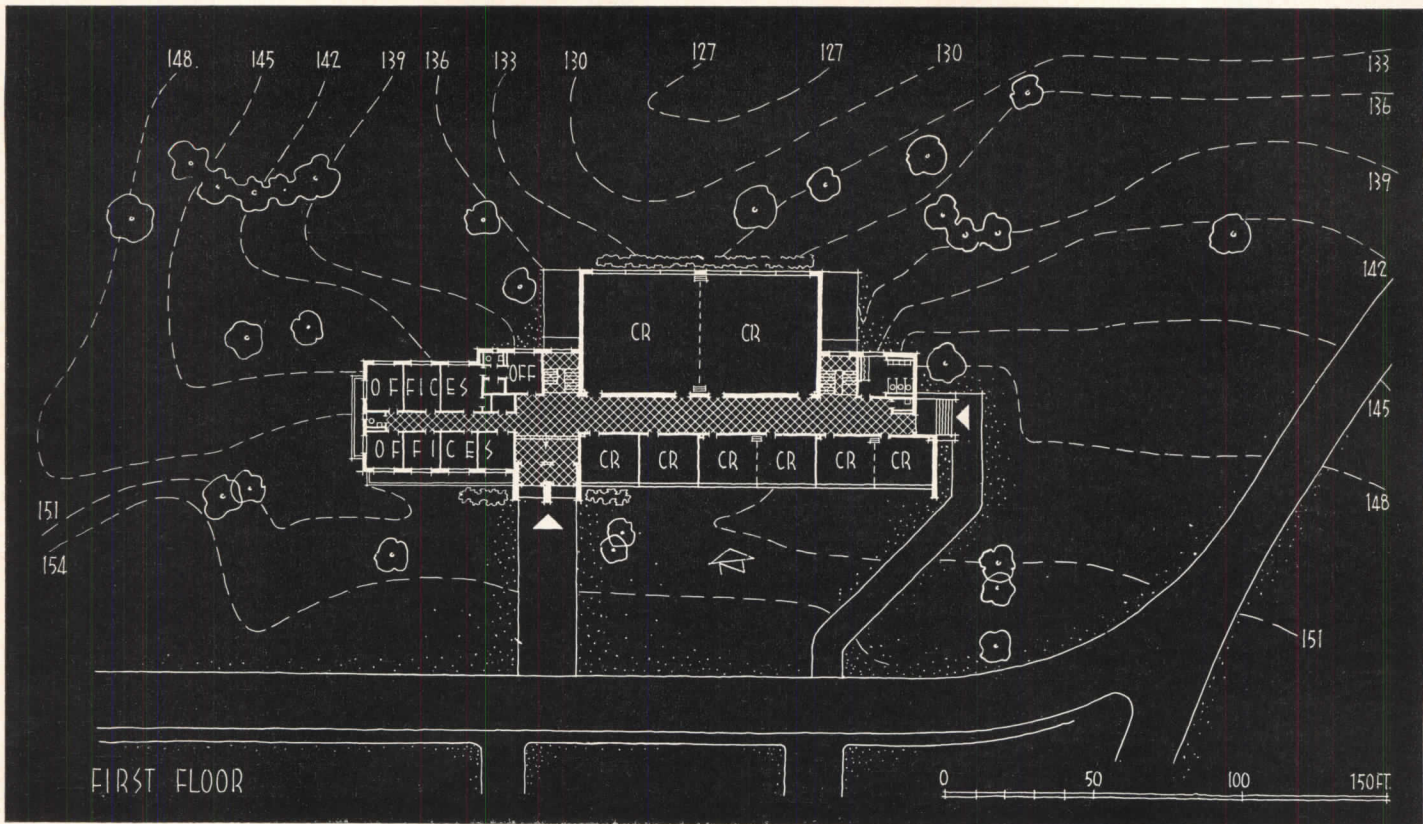 148. 145 142 139 136 133 130 127 127 130 133
136
139
142
CR CR
OFF
OFFICES
145
OFFICES CR CR CR CR CR CR
148
151
154
151
FIRST FLOOR
0 50 100 150 FT.